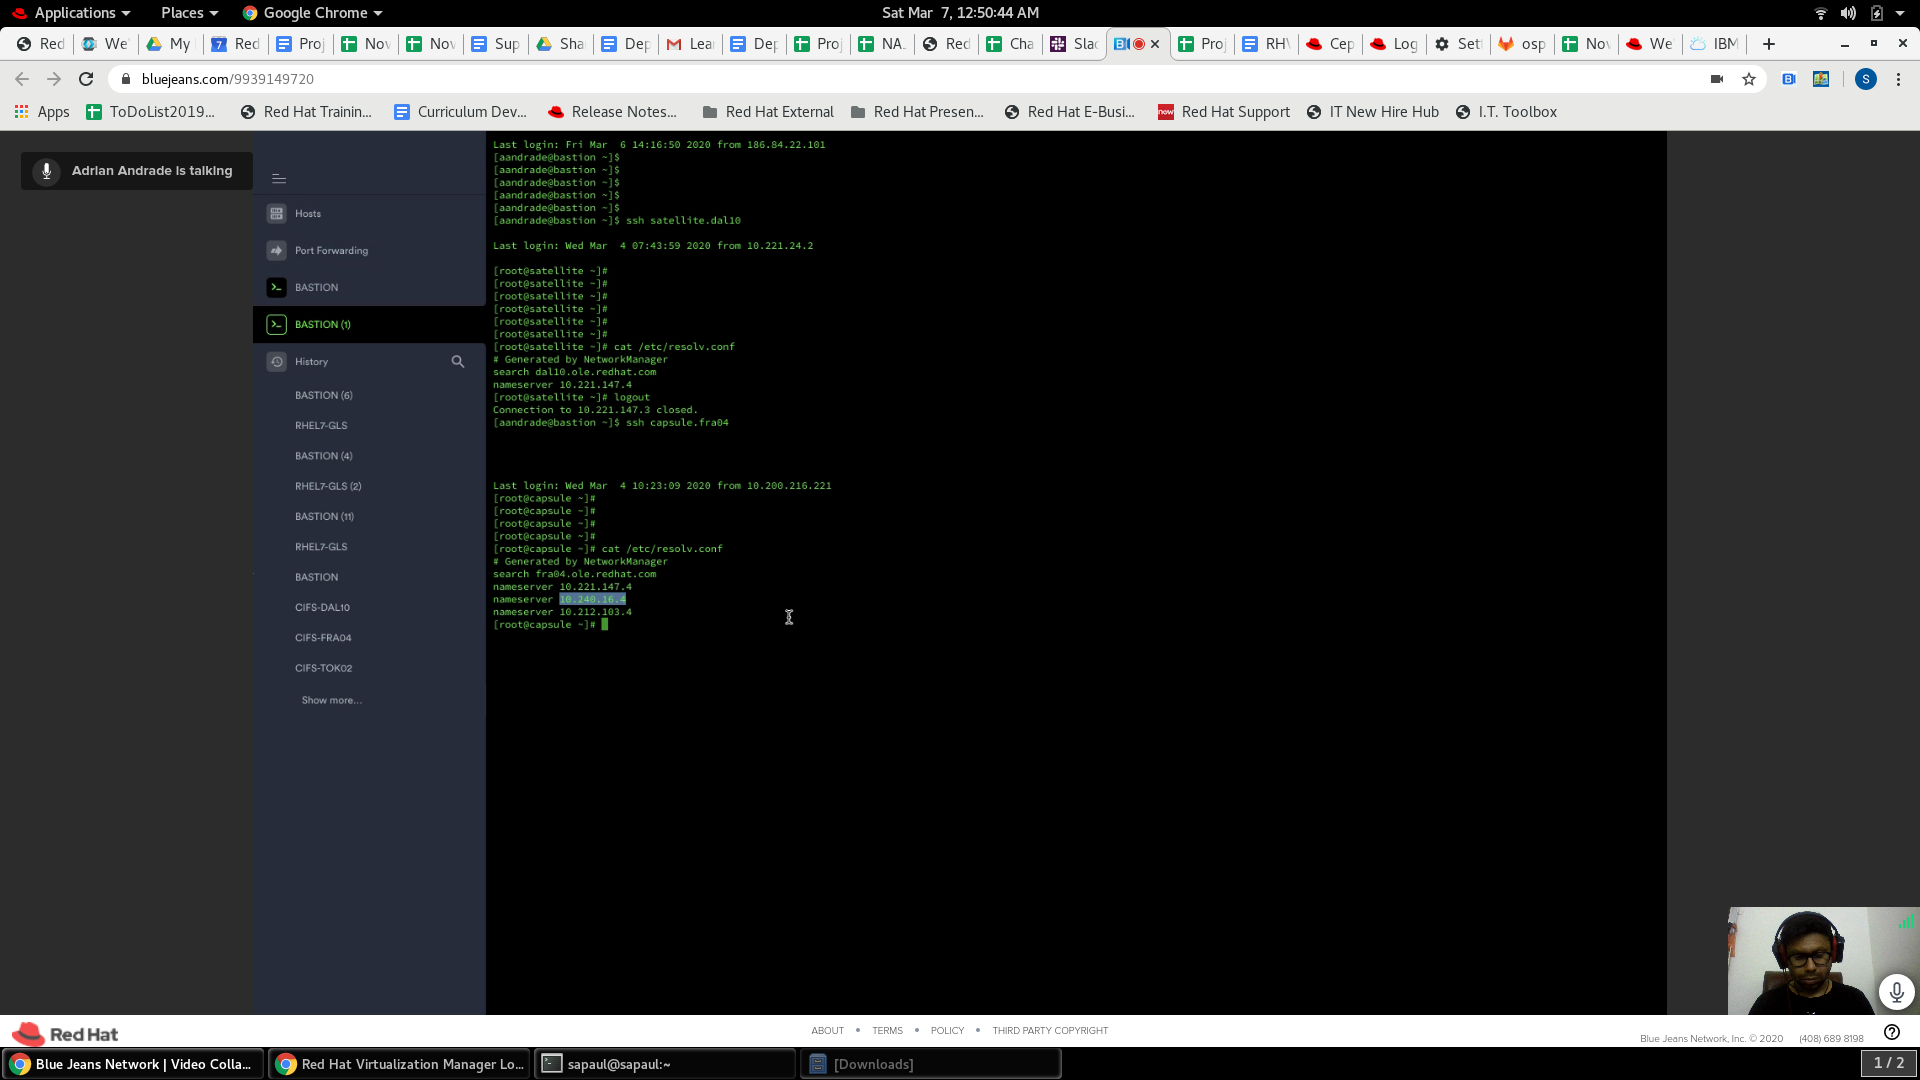 Applications
Places
Google Chrome
Sat Mar 7, 12:50:44 AM
Red
We
My
7
Red
Proj
Nov
Nov
Sup
Sha
Dep
Lea
Dep
Proj
NA
Red
Cha
Slac
Proj
RHV
Cep
Log
Set
osp
Nov
We
IBM
bluejeans.com/9939149720
S
Apps
ToDoList2019...
Red Hat Trainin...
Curriculum Dev...
Release Notes...
Red Hat External
Red Hat Presen...
Red Hat E-Busi...
now
Red Hat Support
IT New Hire Hub
I.T. Toolbox
Adrian Andrade is talking
Hosts
Port Forwarding
BASTION
BASTION (1)
History
BASTION (6)
RHEL7-GLS
BASTION (4)
RHEL7-GLS (2)
BASTION (11)
RHEL7-GLS
BASTION
CIFS-DAL10
CIFS-FRA04
CIFS-TOK02
Show more...
Last login: Fri Mar  6 14:16:50 2020 from 186.84.22.101
[aandrade@bastion ~]$
[aandrade@bastion ~]$
[aandrade@bastion ~]$
[aandrade@bastion ~]$
[aandrade@bastion ~]$
[aandrade@bastion ~]$ ssh satellite.dal10
Last login: Wed Mar  4 07:43:59 2020 from 10.221.24.2
[root@satellite ~]#
[root@satellite ~]#
[root@satellite ~]#
[root@satellite ~]#
[root@satellite ~]#
[root@satellite ~]#
[root@satellite ~]# cat /etc/resolv.conf
# Generated by NetworkManager
search dal10.ole.redhat.com
nameserver 10.221.147.4
[root@satellite ~]# logout
Connection to 10.221.147.3 closed.
[aandrade@bastion ~]$ ssh capsule.fra04
Last login: Wed Mar  4 10:23:09 2020 from 10.200.216.221
[root@capsule ~]#
[root@capsule ~]#
[root@capsule ~]#
[root@capsule ~]#
[root@capsule ~]# cat /etc/resolv.conf
# Generated by NetworkManager
search fra04.ole.redhat.com
nameserver 10.221.147.4
nameserver 10.240.16.4
nameserver 10.212.103.4
[root@capsule ~]#
Red Hat
ABOUT • TERMS • POLICY • THIRD PARTY COPYRIGHT
Blue Jeans Network, Inc. © 2020
(408) 689 8198
Blue Jeans Network | Video Colla...
Red Hat Virtualization Manager Lo...
sapaul@sapaul:~
[Downloads]
1 / 2